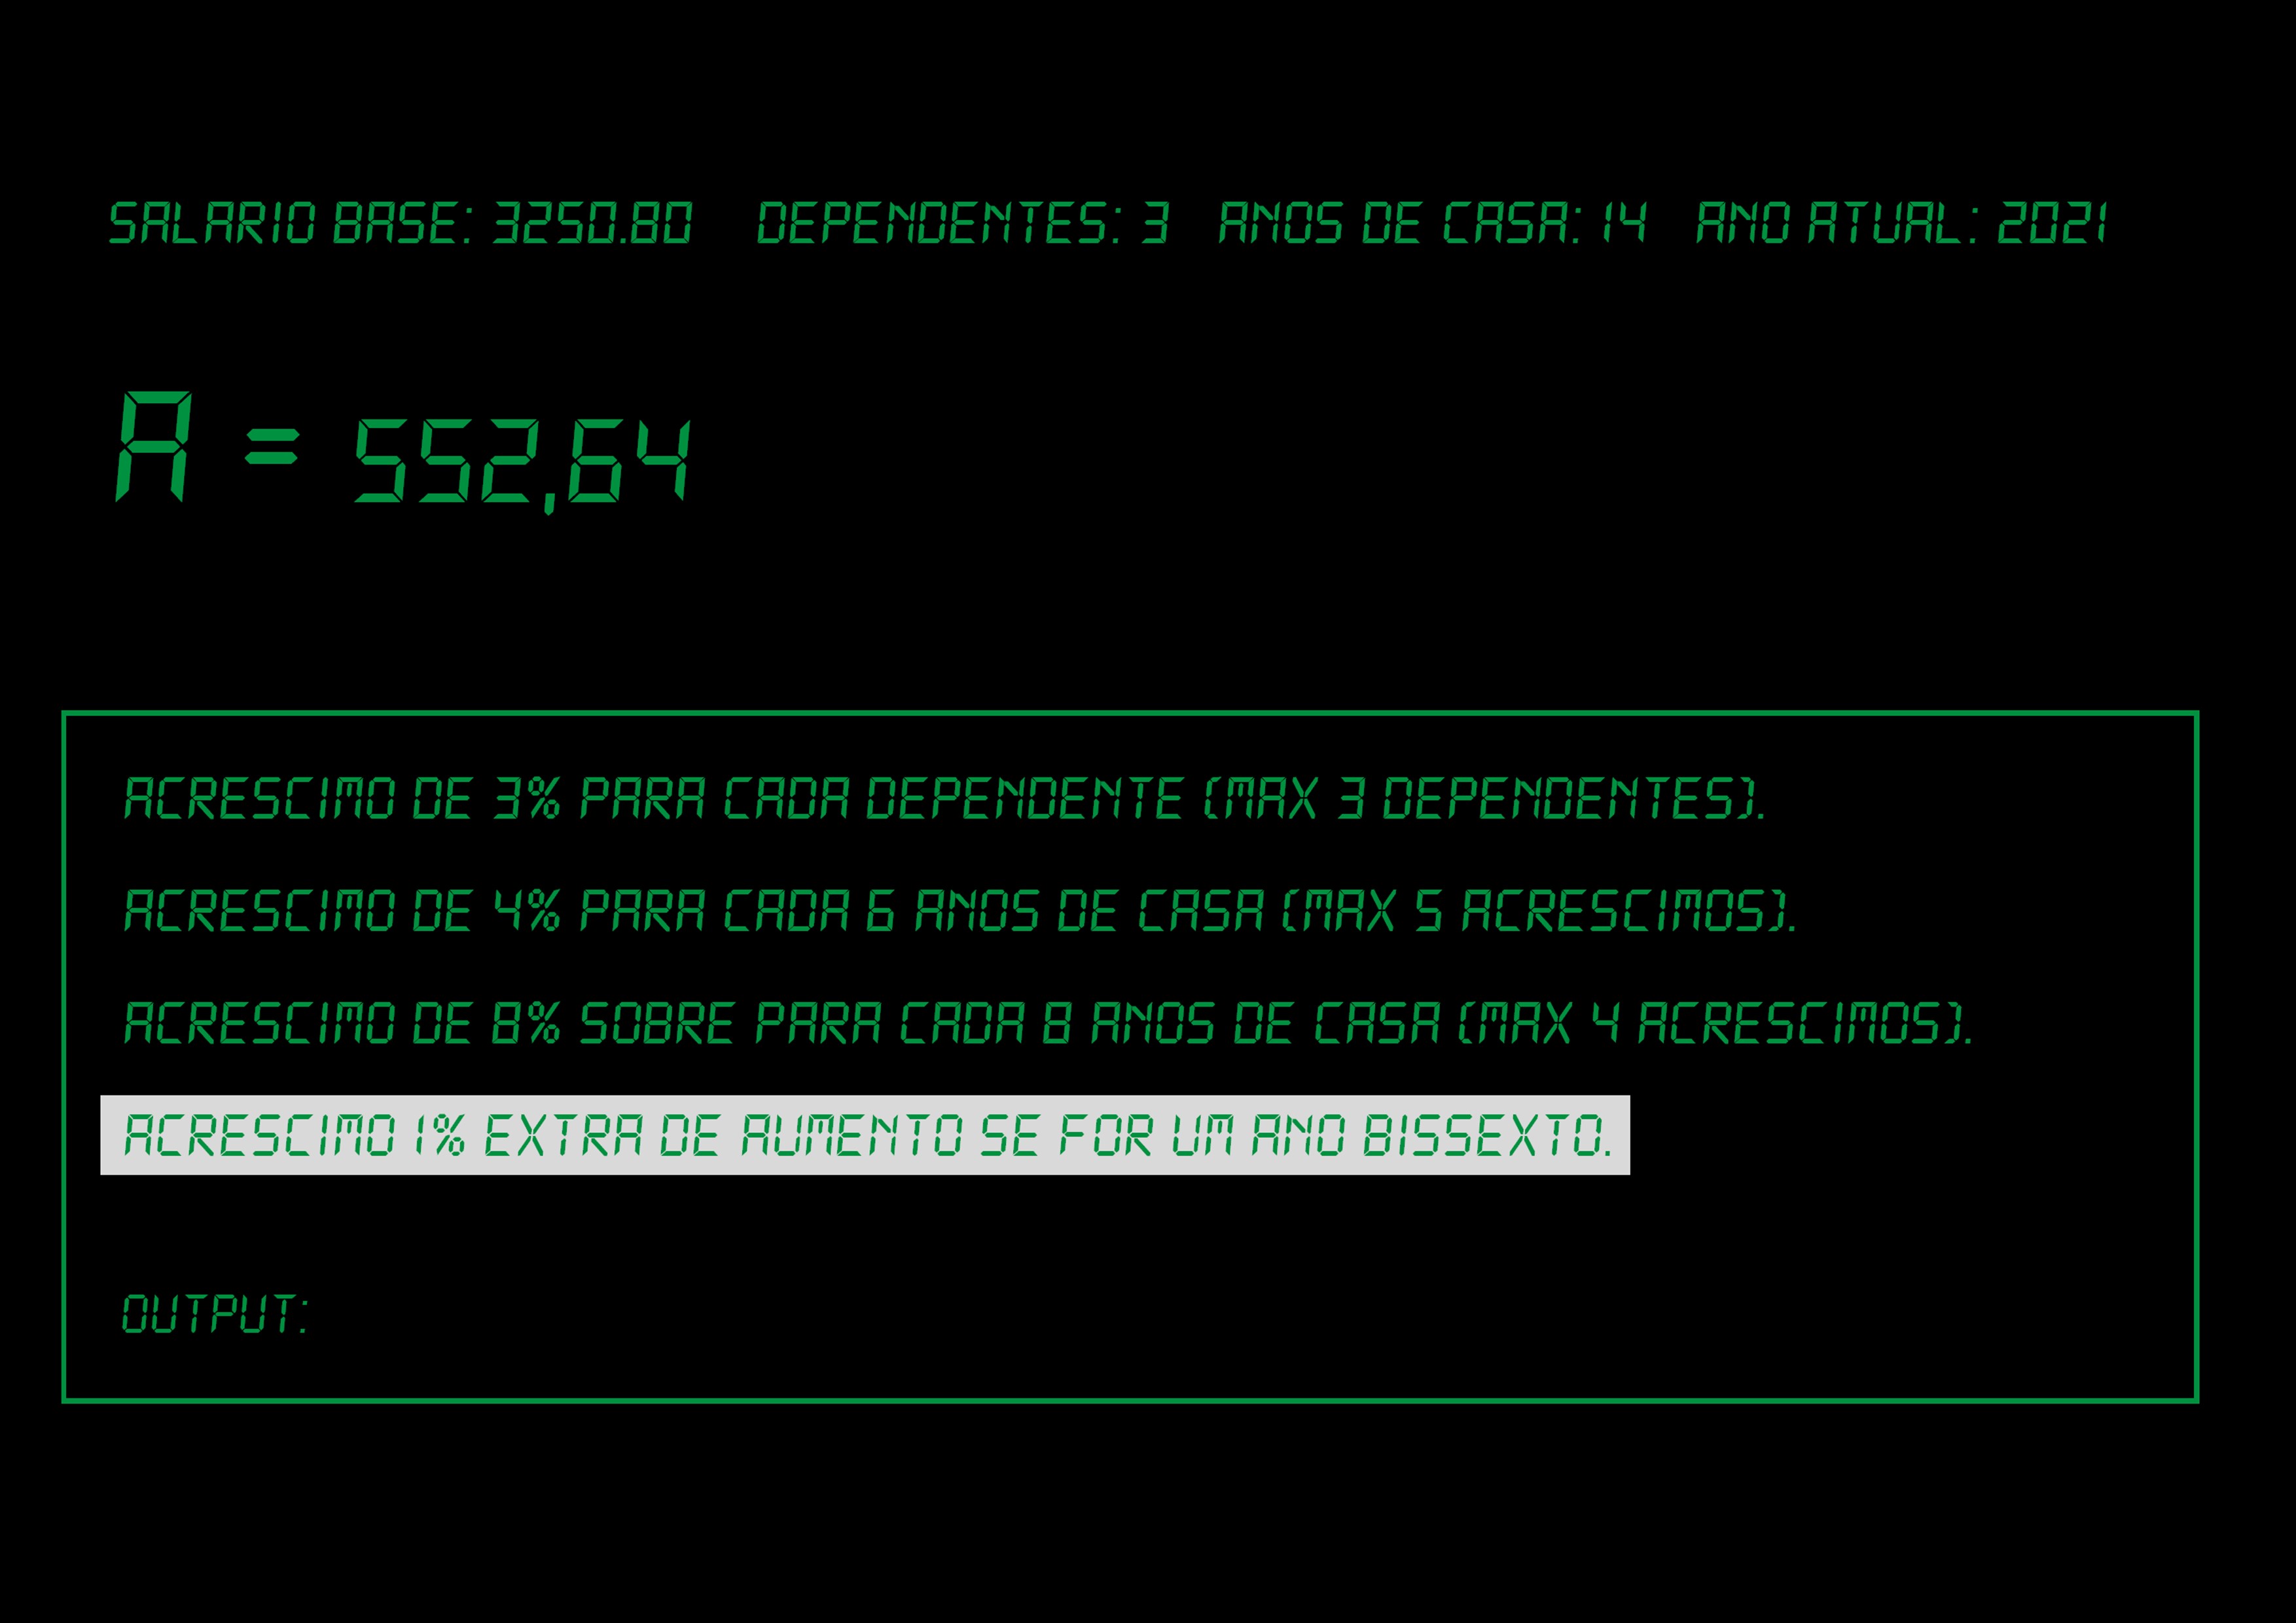 SALARIO BASE: 3250.80 DEPENDENTES: 3 ANOS DE CASA: 14 ANO ATUAL: 2021
A = 552,64
ACRESCIMO DE 3% PARA CADA DEPENDENTE (MAX 3 DEPENDENTES).
ACRESCIMO DE 4% PARA CADA 6 ANOS DE CASA (MAX 5 ACRESCIMOS).
ACRESCIMO DE 8% SOBRE PARA CADA 8 ANOS DE CASA (MAX 4 ACRESCIMOS).
ACRESCIMO 1% EXTRA DE AUMENTO SE FOR UM ANO BISSEXTO.
OUTPUT: